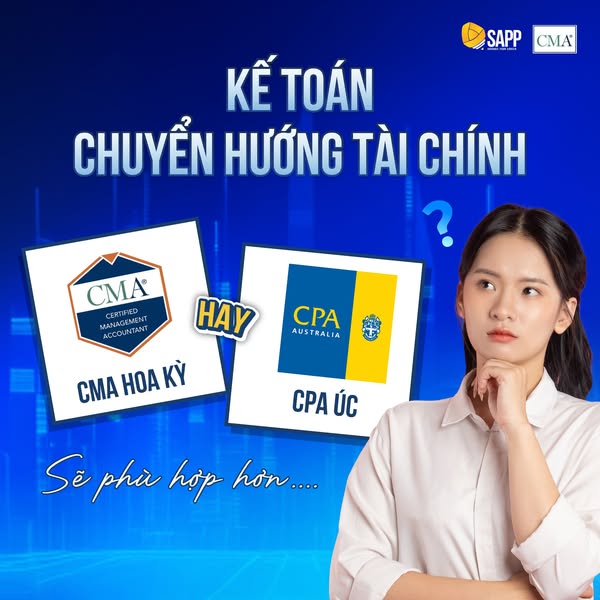 SAPP
CMA®
KẾ TOÁN
CHUYỂN HƯỚNG TÀI CHÍNH
?
CMA®
CERTIFIED
MANAGEMENT
ACCOUNTANT
CMA HOA KỲ
HAY
CPA
AUSTRALIA
CPA ÚC
Sẽ phù hợp hơn....